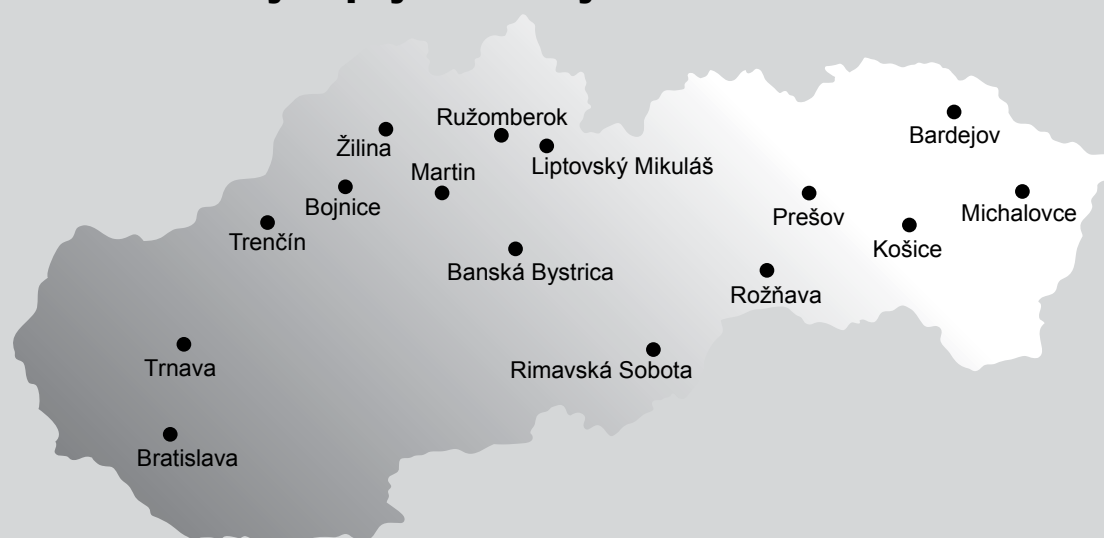 Ružomberok
Bardejov
Žilina
Liptovský Mikuláš
Martin
Bojnice
Prešov
Michalovce
Trenčín
Košice
Banská Bystrica
Rožňava
Trnava
Rimavská Sobota
Bratislava